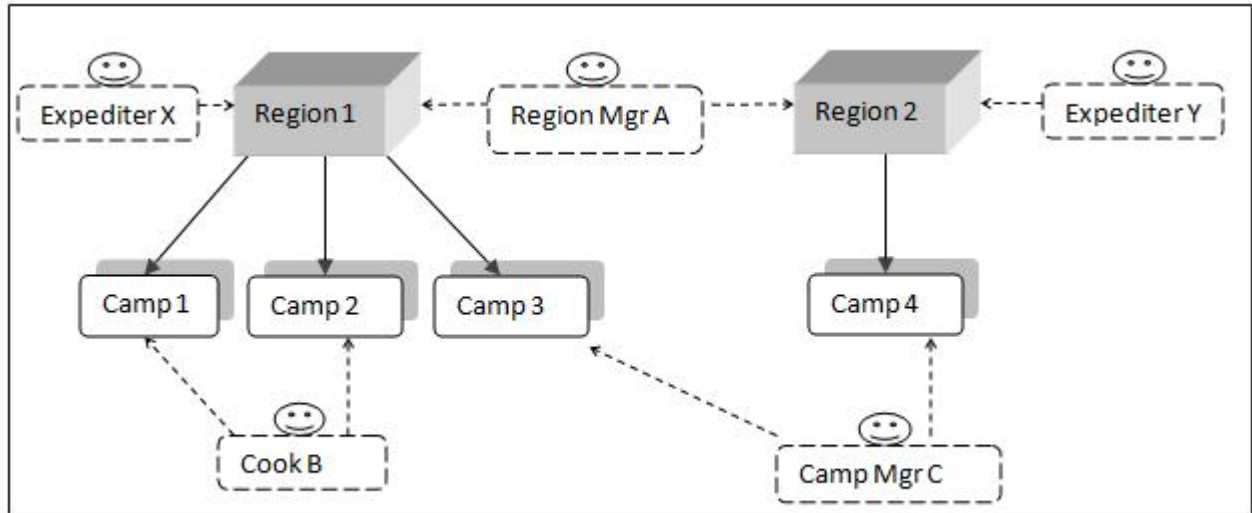 Expediter X
Region 1
Region Mgr A
Region 2
Expediter Y
Camp 1
Camp 2
Camp 3
Camp 4
Cook B
Camp Mgr C